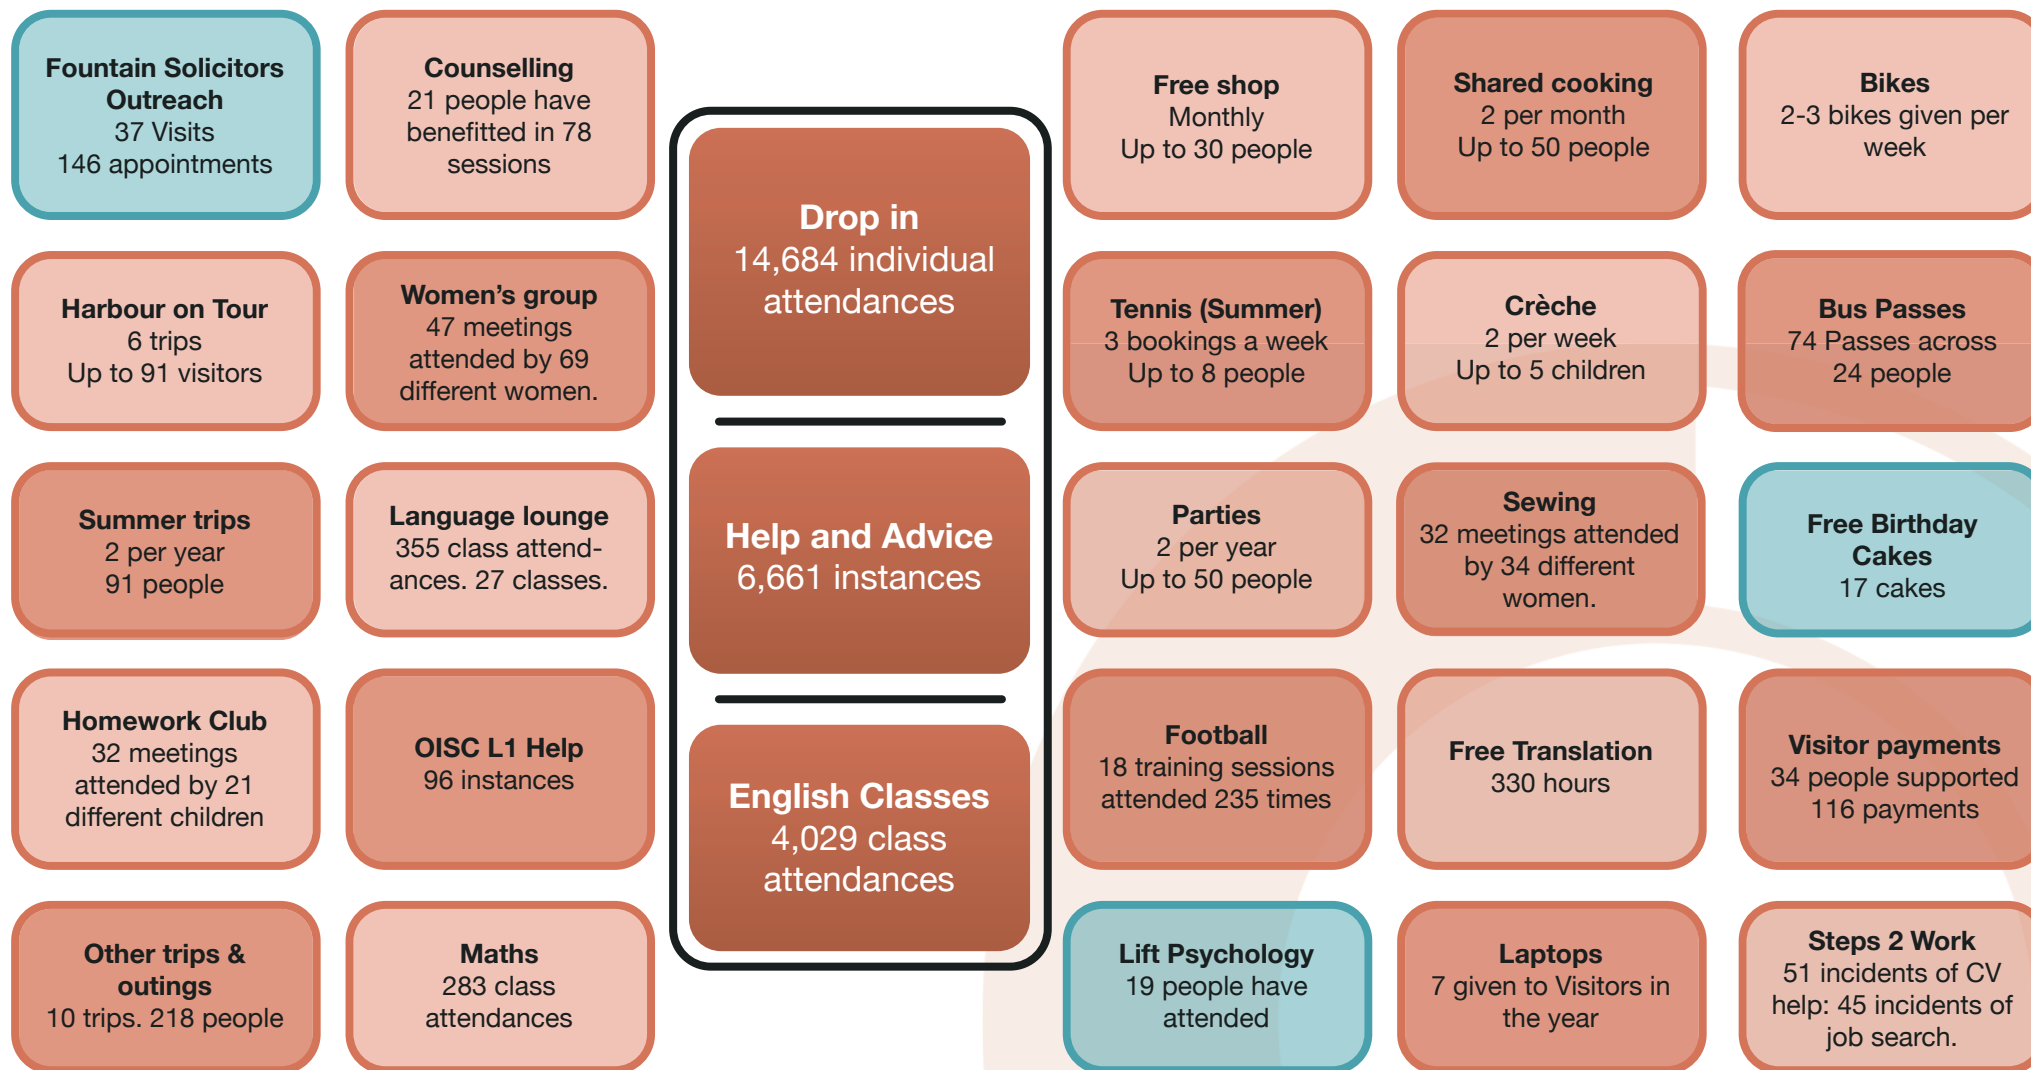 Fountain Solicitors
Outreach
37 Visits
146 appointments
Counselling
21 people have
benefitted in 78
sessions
Harbour on Tour
6 trips
Up to 91 visitors
Women’s group
47 meetings
attended by 69
different women.
Summer trips
2 per year
91 people
Language lounge
355 class attend-
ances. 27 classes.
Homework Club
32 meetings
attended by 21
different children
OISC L1 Help
96 instances
Other trips &
outings
10 trips. 218 people
Maths
283 class
attendances
Drop in
14,684 individual
attendances
Help and Advice
6,661 instances
English Classes
4,029 class
attendances
Free shop
Monthly
Up to 30 people
Shared cooking
2 per month
Up to 50 people
Bikes
2-3 bikes given per
week
Tennis (Summer)
3 bookings a week
Up to 8 people
Crèche
2 per week
Up to 5 children
Bus Passes
74 Passes across
24 people
Parties
2 per year
Up to 50 people
Sewing
32 meetings attended
by 34 different
women.
Free Birthday
Cakes
17 cakes
Football
18 training sessions
attended 235 times
Free Translation
330 hours
Visitor payments
34 people supported
116 payments
Lift Psychology
19 people have
attended
Laptops
7 given to Visitors in
the year
Steps 2 Work
51 incidents of CV
help: 45 incidents of
job search.